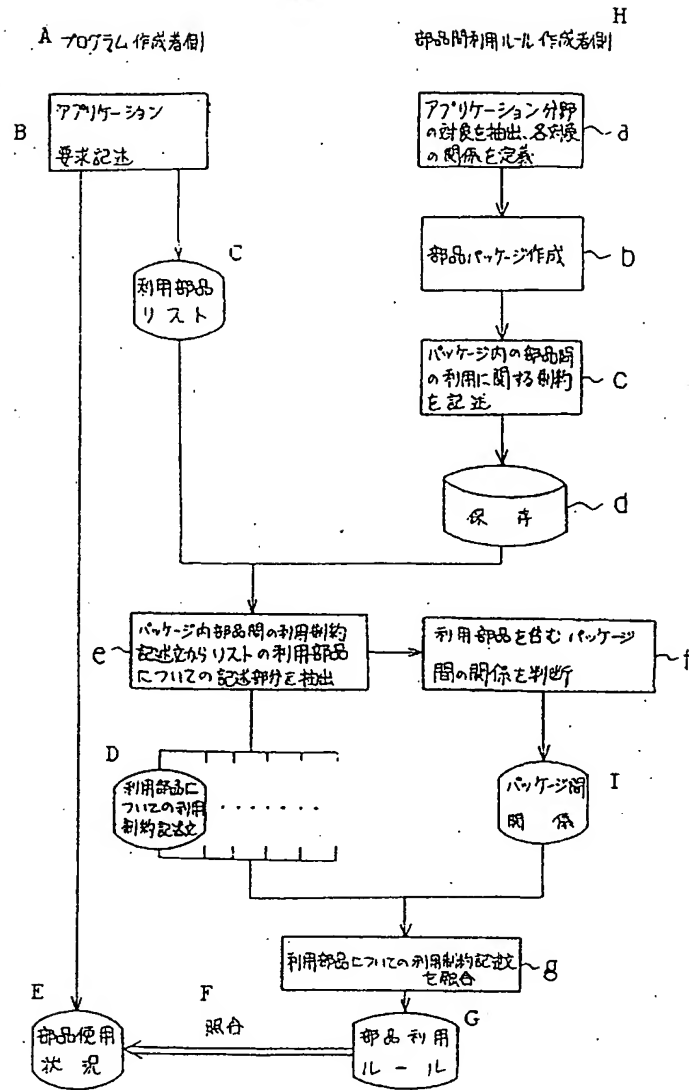 H
A プログラム作成者側
部品間利用ルール作成者側
B
アプリケーション
要求記述
アプリケーション分野
の対象を抽出、各対象
の関係を定義
a
部品パッケージ作成
b
C
利用部品
リスト
パッケージ内の部品間
の利用に関する制約
を記述
c
保存
d
e
パッケージ内部品間の利用制約
記述文からリストの利用部品
についての記述部分を抽出
利用部品を含むパッケージ
間の関係を判断
f
D
利用部品に
ついての利用
制約記述文
パッケージ間
関係
I
利用部品についての利用制約記述文
を照合
g
E
F
G
部品使用
状況
照合
部品利用
ルール